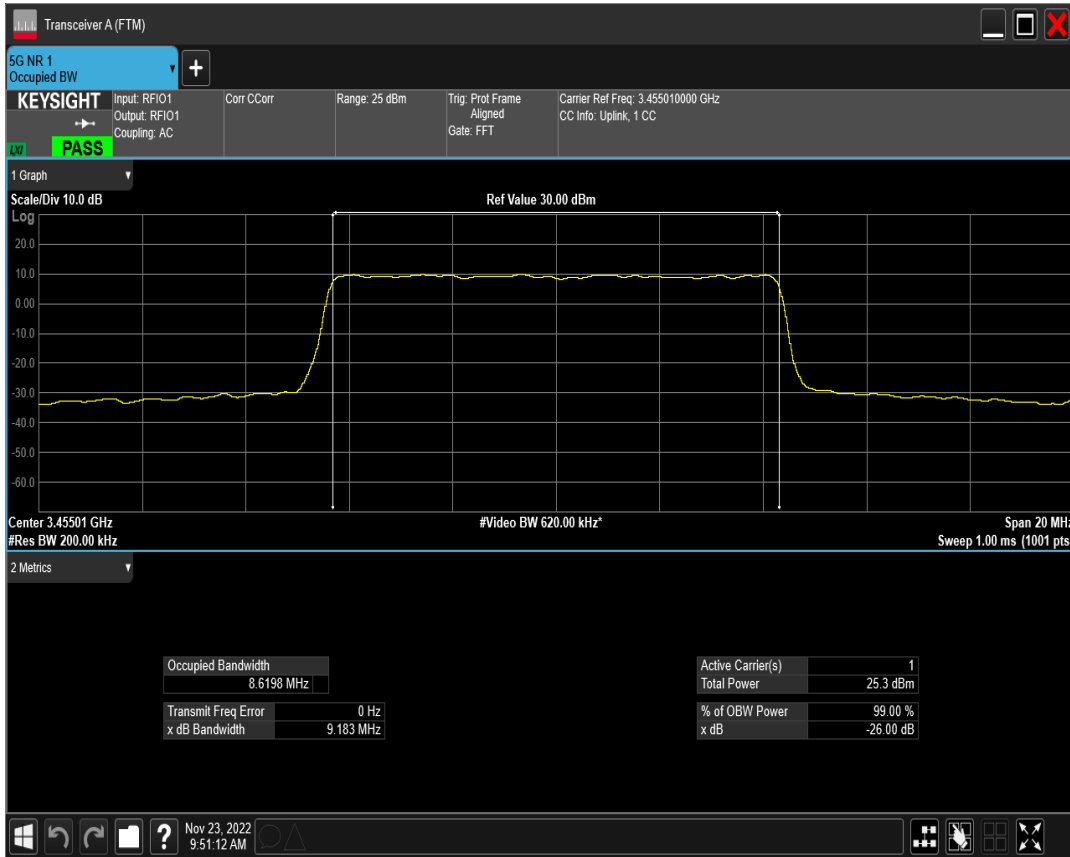 Transceiver A (FTM)
5G NR 1
Occupied BW
+
KEYSIGHT
LXI
PASS
Input: RFIO1
Output: RFIO1
Coupling: AC
Corr CCorr
Range: 25 dBm
Trig: Prot Frame
Aligned
Gate: FFT
Carrier Ref Freq: 3.455010000 GHz
CC Info: Uplink, 1 CC
1 Graph
Scale/Div 10.0 dB
Ref Value 30.00 dBm
Log
20.0
10.0
0.00
-10.0
-20.0
-30.0
-40.0
-50.0
-60.0
Center 3.45501 GHz
#Video BW 620.00 kHz*
Span 20 MHz
#Res BW 200.00 kHz
Sweep 1.00 ms (1001 pts
2 Metrics
Occupied Bandwidth
8.6198 MHz
Transmit Freq Error 0 Hz
x dB Bandwidth 9.183 MHz
Active Carrier(s) 1
Total Power 25.3 dBm
% of OBW Power 99.00 %
x dB -26.00 dB
?
Nov 23, 2022
9:51:12 AM